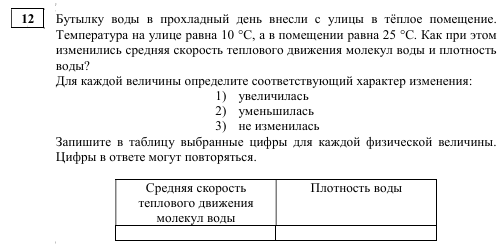 12
Бутылку воды в прохладный день внесли с улицы в тёплое помещение.
Температура на улице равна 10 °С, а в помещении равна 25 °С. Как при этом
изменились средняя скорость теплового движения молекул воды и плотность
воды?
Для каждой величины определите соответствующий характер изменения:
1) увеличилась
2) уменьшилась
3) не изменилась
Запишите в таблицу выбранные цифры для каждой физической величины.
Цифры в ответе могут повторяться.
Средняя скорость
теплового движения
молекул воды
Плотность воды